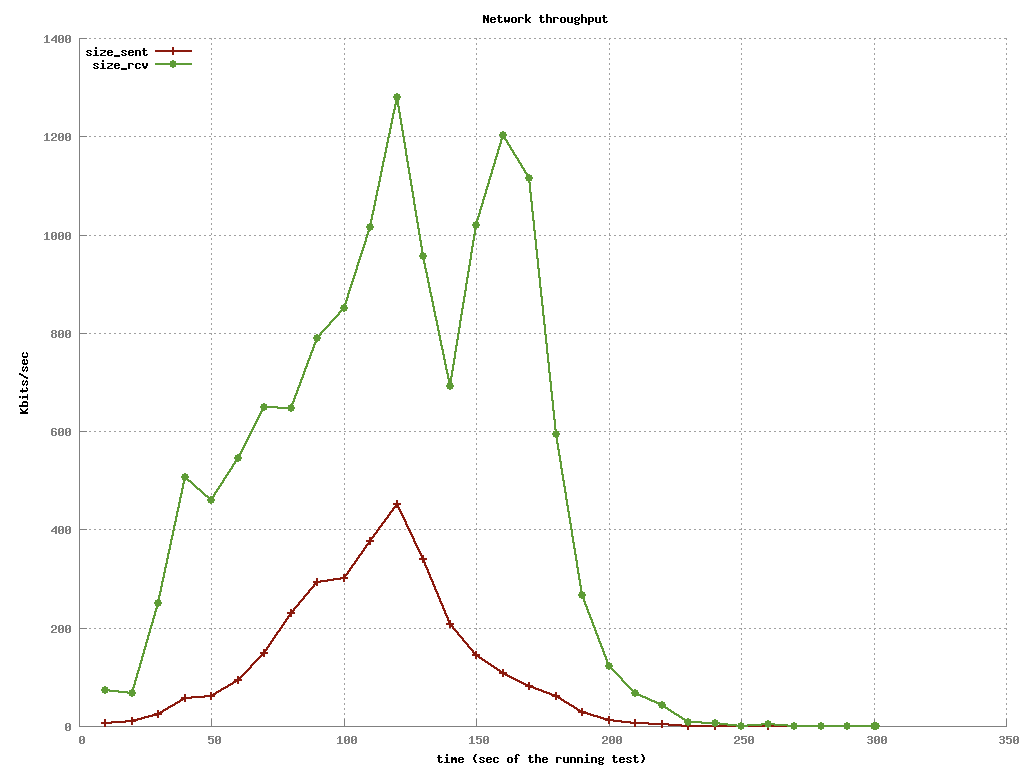 Network throughput
1400
size_sent
size_rcv
1200
1000
800
Kbits/sec
600
400
200
0
0 50 100 150 200 250 300 350
time (sec of the running test)